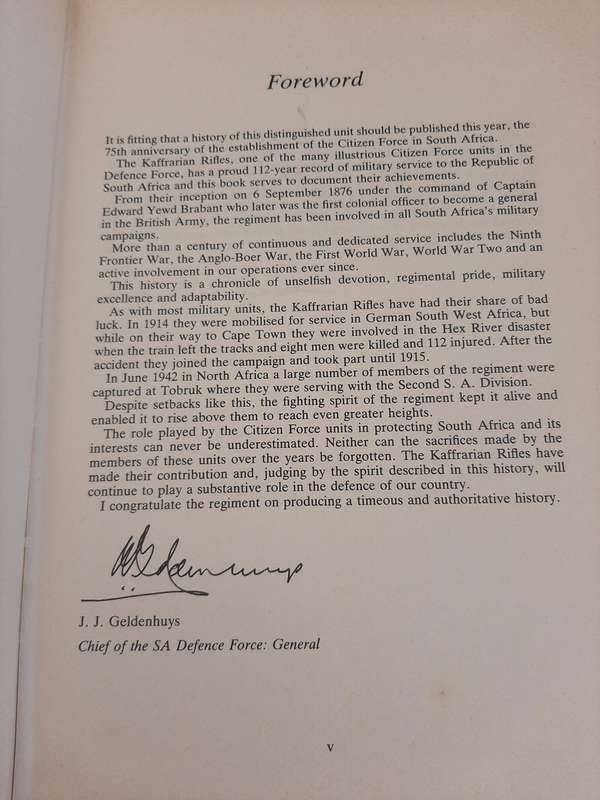 Foreword
It is fitting that a history of this distinguished unit should be published this year, the
75th anniversary of the establishment of the Citizen Force in South Africa.
The Kaffrarian Rifles, one of the many illustrious Citizen Force units in the
Defence Force, has a proud 112-year record of military service to the Republic of
South Africa and this book serves to document their achievements.
From their inception on 6 September 1876 under the command of Captain
Edward Yewd Brabant who later was the first colonial officer to become a general
in the British Army, the regiment has been involved in all South Africa's military
campaigns.
More than a century of continuous and dedicated service includes the Ninth
Frontier War, the Anglo-Boer War, the First World War, World War Two and an
active involvement in our operations ever since.
This history is a chronicle of unselfish devotion, regimental pride, military
excellence and adaptability.
As with most military units, the Kaffrarian Rifles have had their share of bad
luck. In 1914 they were mobilised for service in German South West Africa, but
while on their way to Cape Town they were involved in the Hex River disaster
when the train left the tracks and eight men were killed and 112 injured. After the
accident they joined the campaign and took part until 1915.
In June 1942 in North Africa a large number of members of the regiment were
captured at Tobruk where they were serving with the Second S. A. Division.
Despite setbacks like this, the fighting spirit of the regiment kept it alive and
enabled it to rise above them to reach even greater heights.
The role played by the Citizen Force units in protecting South Africa and its
interests can never be underestimated. Neither can the sacrifices made by the
members of these units over the years be forgotten. The Kaffrarian Rifles have
made their contribution and, judging by the spirit described in this history, will
continue to play a substantive role in the defence of our country.
I congratulate the regiment on producing a timeous and authoritative history.
J. J. Geldenhuys
Chief of the SA Defence Force: General
v